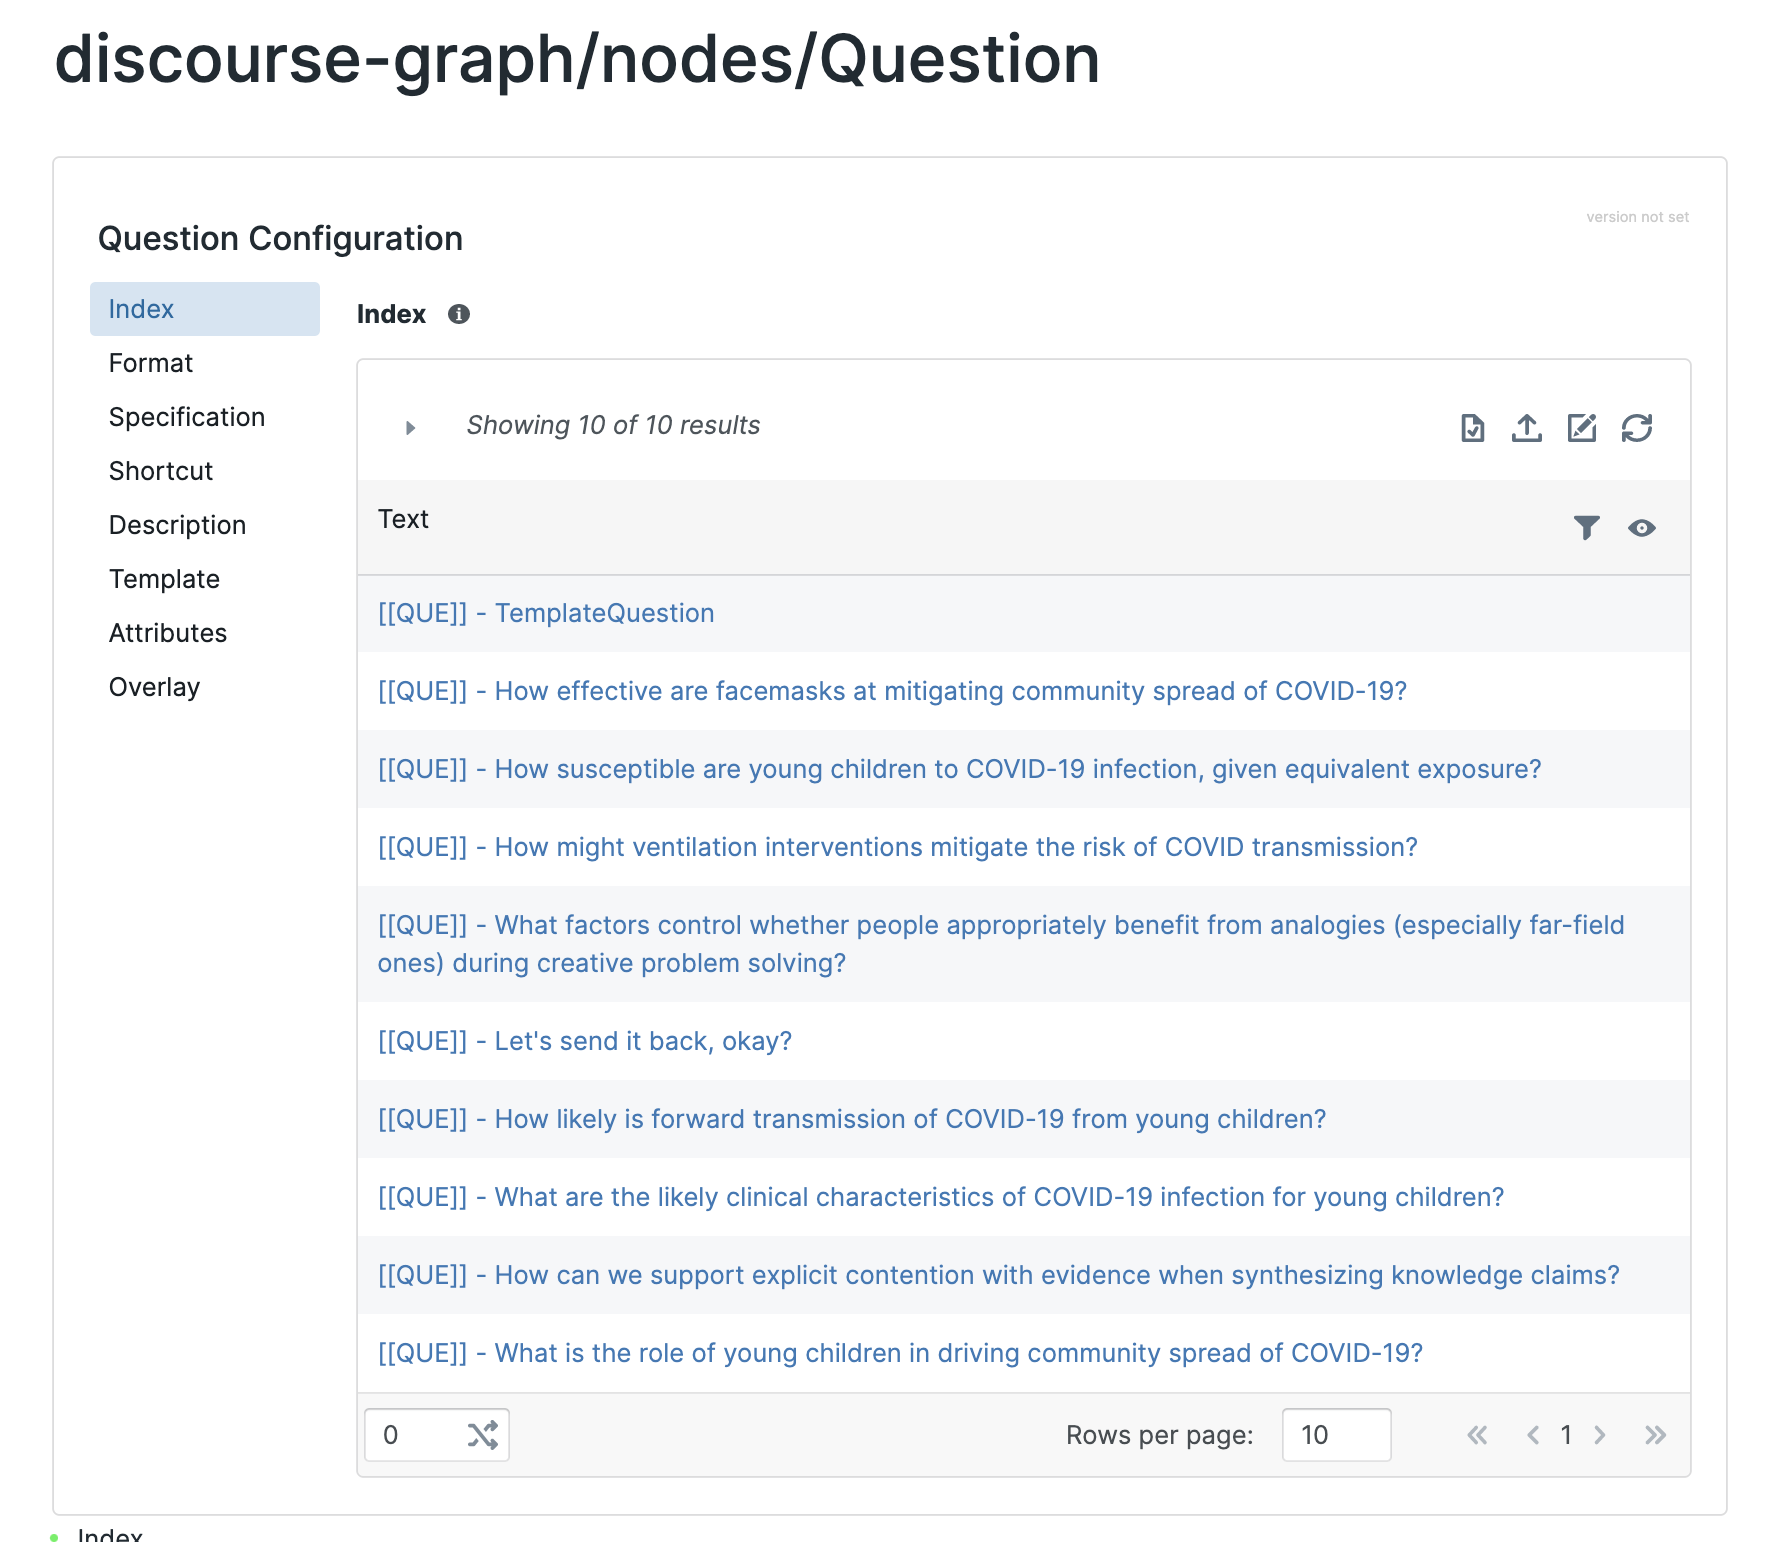 discourse-graph/nodes/Question
version not set
Question Configuration
Index
Format
Specification
Shortcut
Description
Template
Attributes
Overlay
Index
Showing 10 of 10 results
Text
[[QUE]] - TemplateQuestion
[[QUE]] - How effective are facemasks at mitigating community spread of COVID-19?
[[QUE]] - How susceptible are young children to COVID-19 infection, given equivalent exposure?
[[QUE]] - How might ventilation interventions mitigate the risk of COVID transmission?
[[QUE]] - What factors control whether people appropriately benefit from analogies (especially far-field
ones) during creative problem solving?
[[QUE]] - Let's send it back, okay?
[[QUE]] - How likely is forward transmission of COVID-19 from young children?
[[QUE]] - What are the likely clinical characteristics of COVID-19 infection for young children?
[[QUE]] - How can we support explicit contention with evidence when synthesizing knowledge claims?
[[QUE]] - What is the role of young children in driving community spread of COVID-19?
0
Rows per page: 10
1
Index